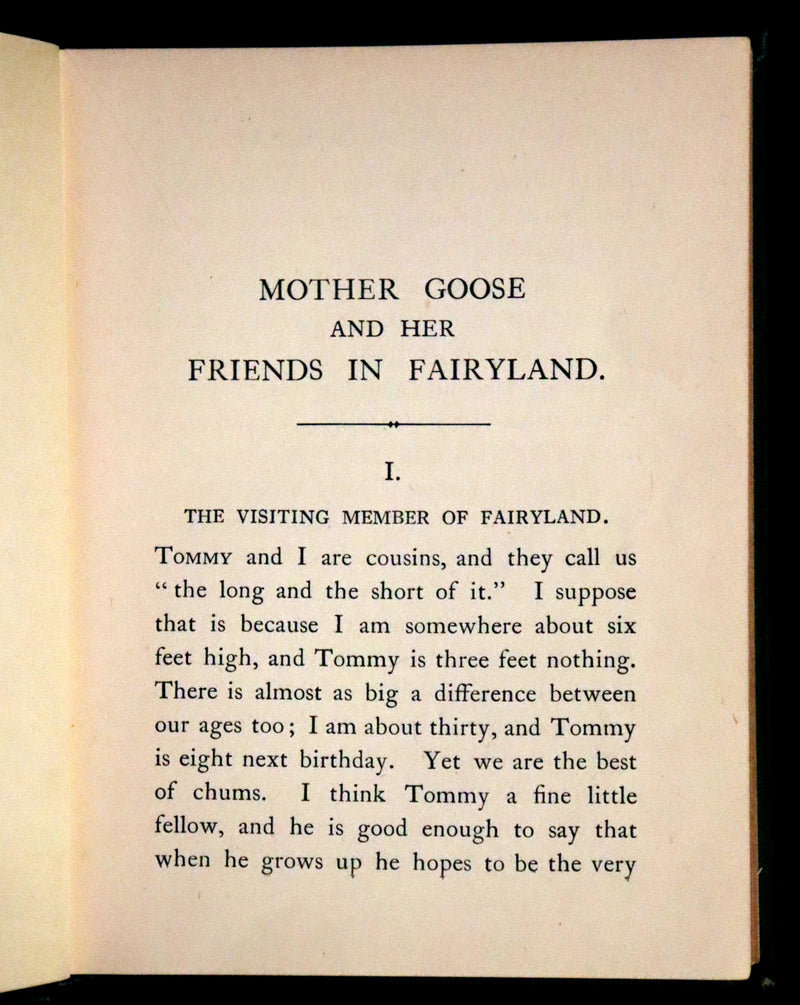 MOTHER GOOSE
AND HER
FRIENDS IN FAIRYLAND.
I.
THE VISITING MEMBER OF FAIRYLAND.
TOMMY and I are cousins, and they call us
“the long and the short of it.” I suppose
that is because I am somewhere about six
feet high, and Tommy is three feet nothing.
There is almost as big a difference between
our ages too; I am about thirty, and Tommy
is eight next birthday. Yet we are the best
of chums. I think Tommy a fine little
fellow, and he is good enough to say that
when he grows up he hopes to be the very